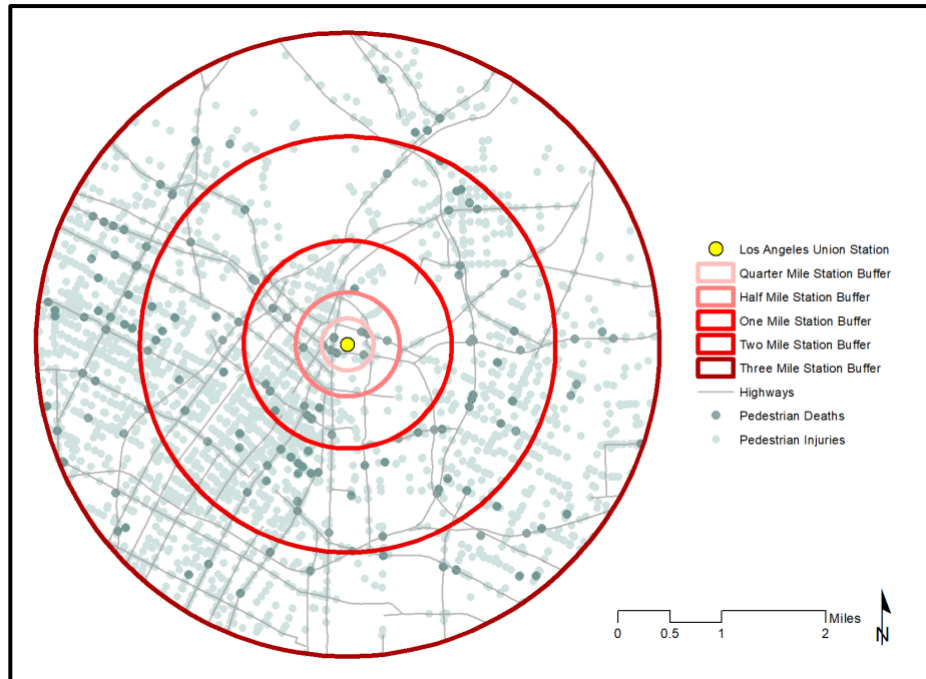 Los Angeles Union Station
Quarter Mile Station Buffer
Half Mile Station Buffer
One Mile Station Buffer
Two Mile Station Buffer
Three Mile Station Buffer
Highways
Pedestrian Deaths
Pedestrian Injuries
Miles
0 0.5 1 2
N